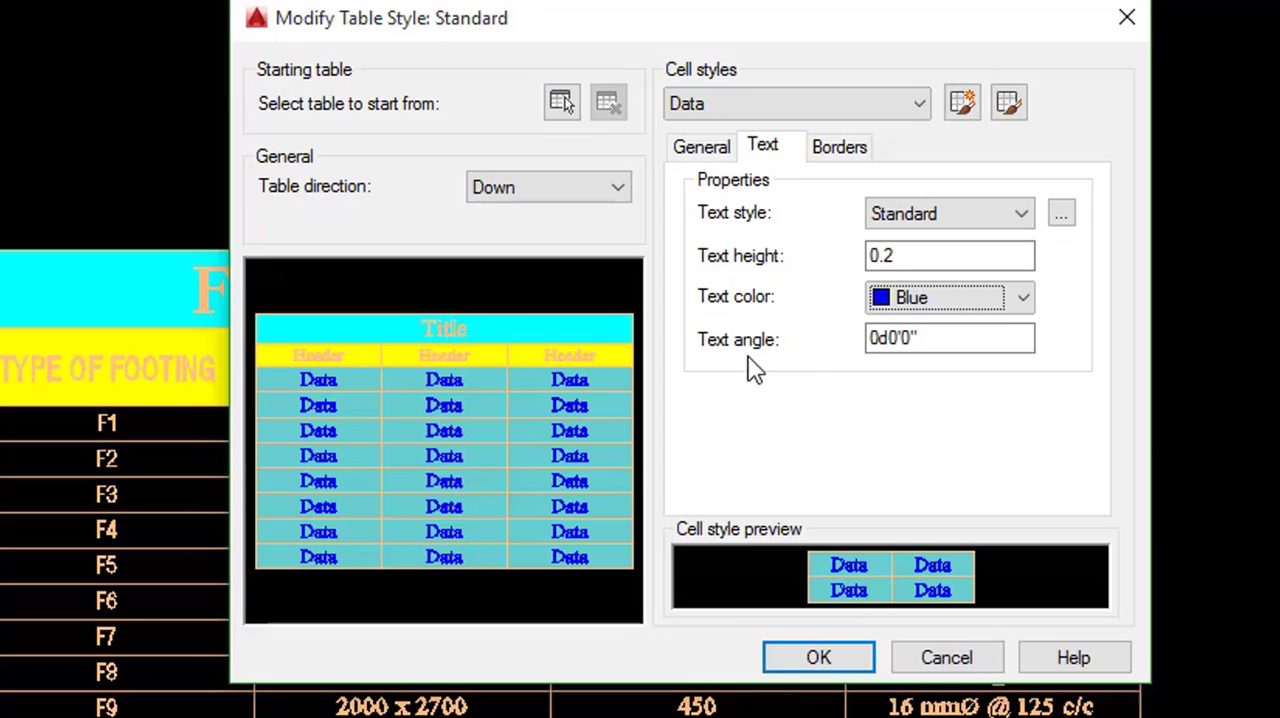 Modify Table Style: Standard
Starting table
Select table to start from:
General
Table direction:
Down
Title
Header Header Header
Data Data Data
Data Data Data
Data Data Data
Data Data Data
Data Data Data
Data Data Data
Data Data Data
Data Data Data
Cell styles
Data
General Text Borders
Properties
Text style: Standard ...
Text height: 0.2
Text color: Blue
Text angle: 0d0'0"
Cell style preview
Data Data
Data Data
OK Cancel Help
F
TYPE OF FOOTING
F1
F2
F3
F4
F5
F6
F7
F8
F9 2000 x 2700 450 16 nmØ @ 125 c/c